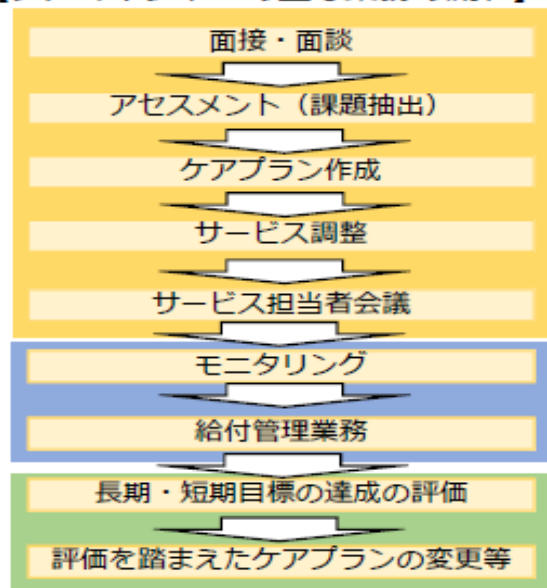 面接・面談
アセスメント（課題抽出）
ケアプラン作成
サービス調整
サービス担当者会議
モニタリング
給付管理業務
長期・短期目標の達成の評価
評価を踏まえたケアプランの変更等